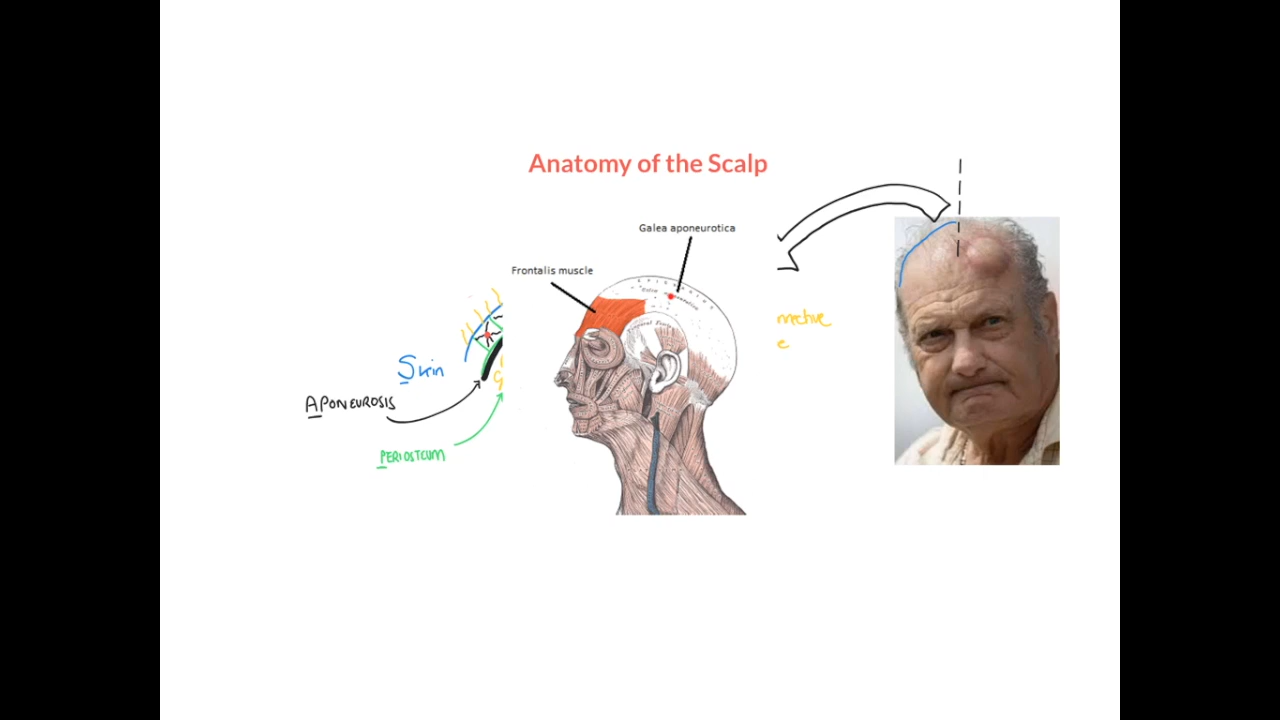 Anatomy of the Scalp
Galea aponeurotica
Frontalis muscle
Skin
APONEUROSIS
PERIOSTEUM